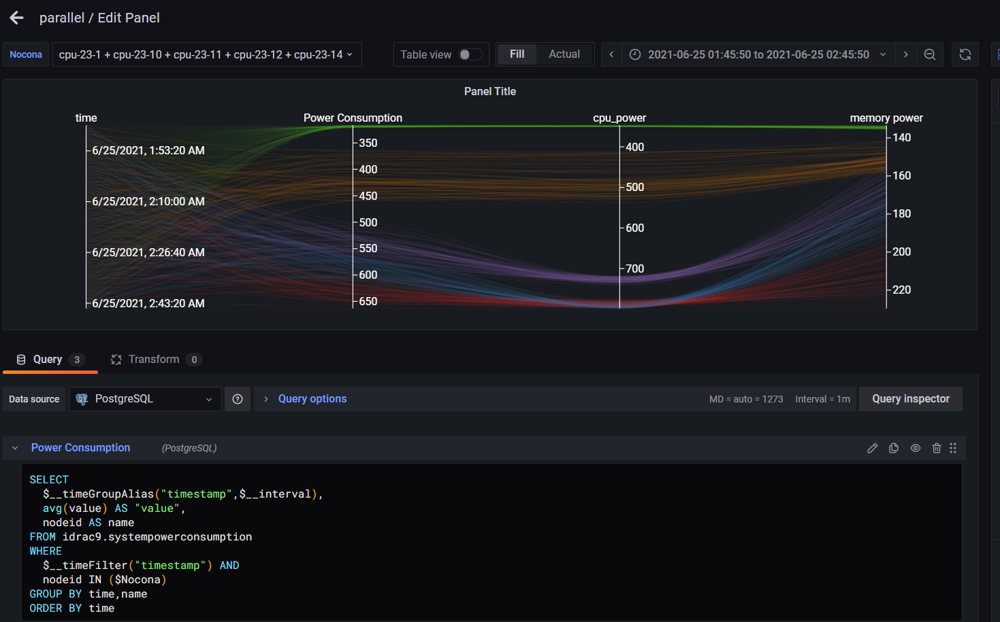 parallel / Edit Panel
Nocona cpu-23-1 + cpu-23-10 + cpu-23-11 + cpu-23-12 + cpu-23-14 Table view Fill Actual 2021-06-25 01:45:50 to 2021-06-25 02:45:50
Panel Title
time Power Consumption cpu_power memory power
6/25/2021, 1:53:20 AM
6/25/2021, 2:10:00 AM
6/25/2021, 2:26:40 AM
6/25/2021, 2:43:20 AM
350
400
450
500
550
600
650
400
500
600
700
140
160
180
200
220
Query 3 Transform 0
Data source PostgreSQL Query options MD = auto = 1273 Interval = 1m Query inspector
Power Consumption (PostgreSQL)
SELECT
$__timeGroupAlias("timestamp",$__interval),
avg(value) AS "value",
nodeid AS name
FROM idrac9.systempowerconsumption
WHERE
$__timeFilter("timestamp") AND
nodeid IN ($Nocona)
GROUP BY time,name
ORDER BY time